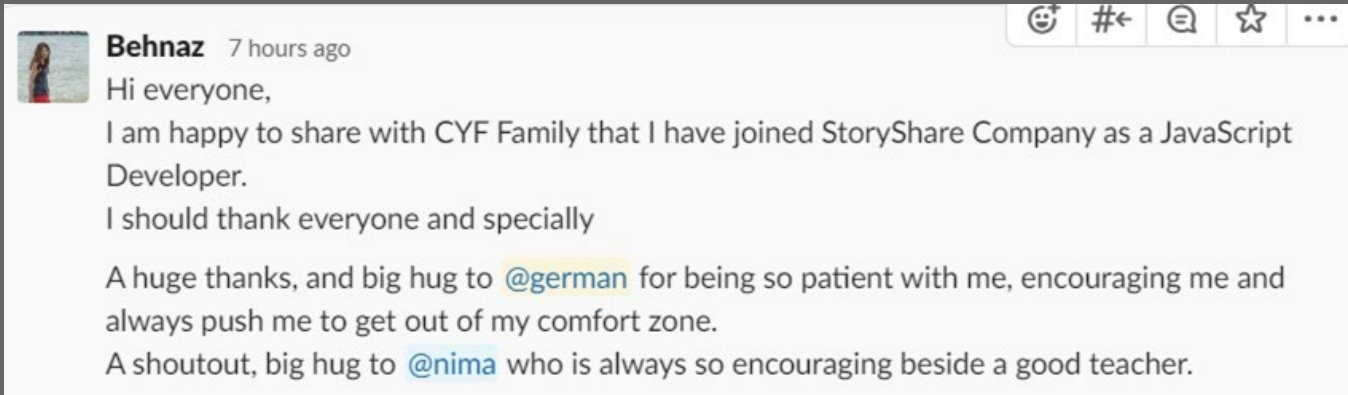 Behnaz 7 hours ago
Hi everyone,
I am happy to share with CYF Family that I have joined StoryShare Company as a JavaScript
Developer.
I should thank everyone and specially
A huge thanks, and big hug to @german for being so patient with me, encouraging me and
always push me to get out of my comfort zone.
A shoutout, big hug to @nima who is always so encouraging beside a good teacher.